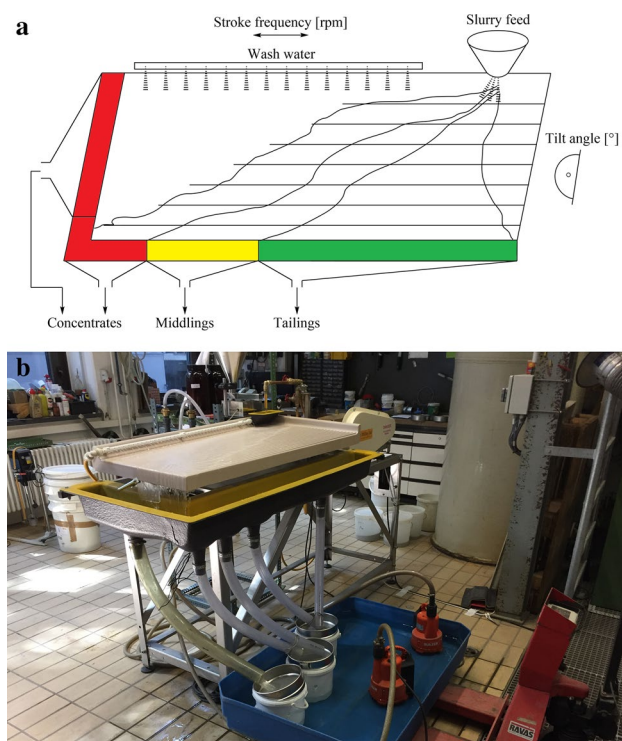 a
Stroke frequency [rpm]
Slurry feed
Wash water
Tilt angle [°]
Concentrates
Middlings
Tailings
b
RAVAS